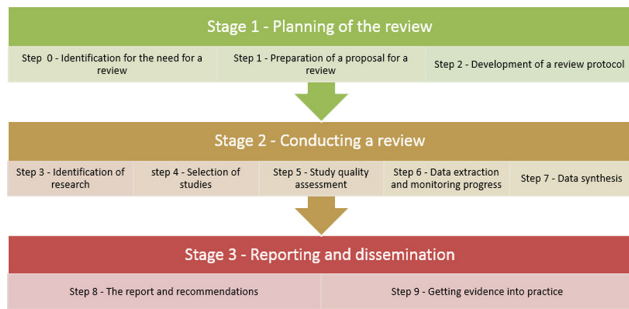 Stage 1 - Planning of the review
Step 0 - Identification for the need for a
review
Step 1 - Preparation of a proposal for a
review
Step 2 - Development of a review protocol
Stage 2 - Conducting a review
Step 3 - Identification of
research
step 4 - Selection of
studies
Step 5 - Study quality
assessment
Step 6 - Data extraction
and monitoring progress
Step 7 - Data synthesis
Stage 3 - Reporting and dissemination
Step 8 - The report and recommendations
Step 9 - Getting evidence into practice